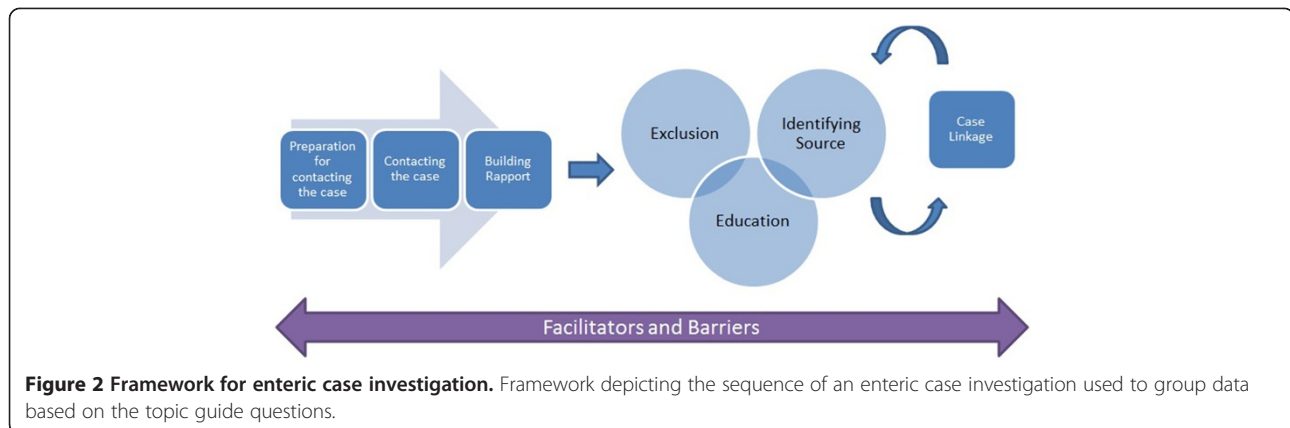 Preparation
for
contacting
the case
Contacting
the case
Building
Rapport
Exclusion
Identifying
Source
Education
Case
Linkage
Facilitators and Barriers
Figure 2 Framework for enteric case investigation. Framework depicting the sequence of an enteric case investigation used to group data
based on the topic guide questions.